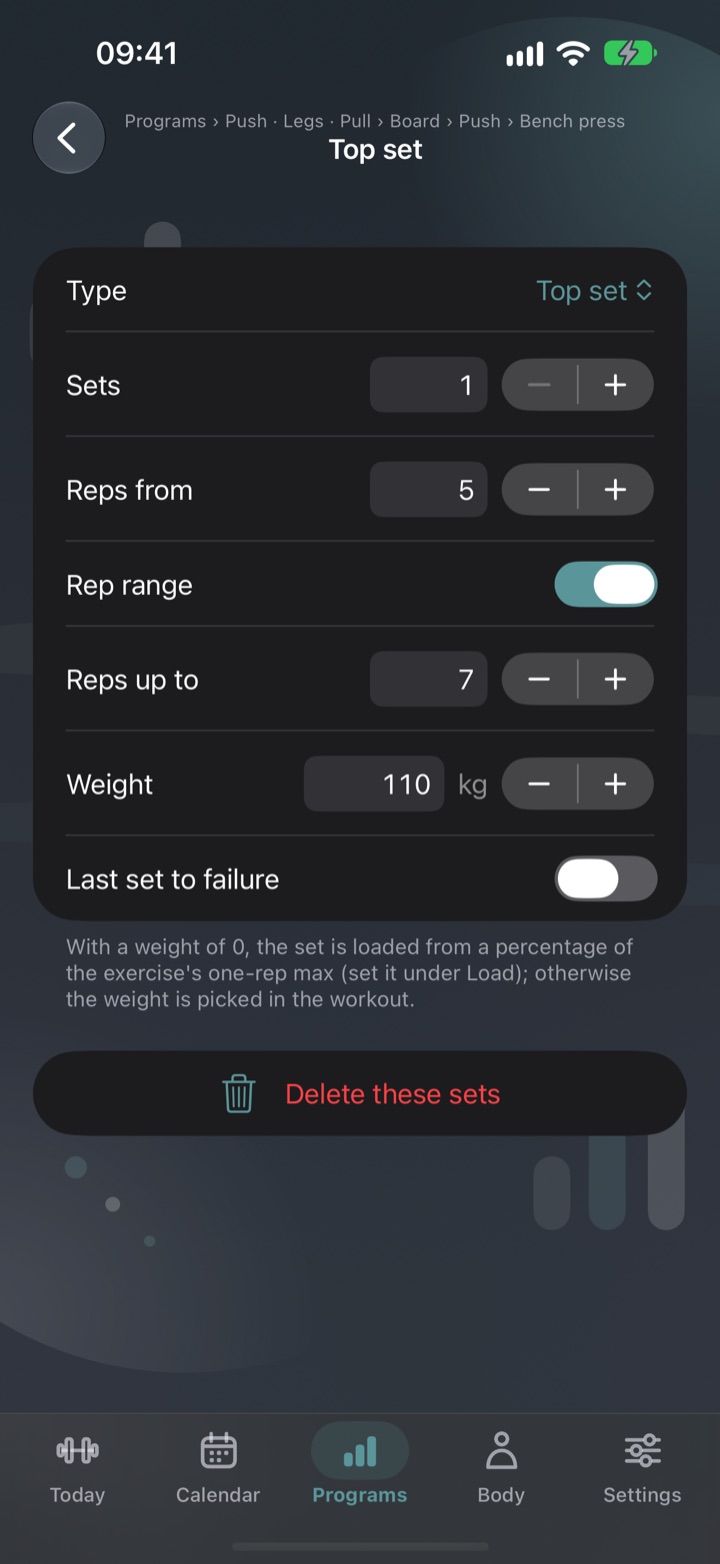 09:41
Programs › Push · Legs · Pull › Board › Push › Bench press
Top set
Type Top set
Sets 1 − +
Reps from 5 − +
Rep range
Reps up to 7 − +
Weight 110 kg − +
Last set to failure
With a weight of 0, the set is loaded from a percentage of
the exercise's one-rep max (set it under Load); otherwise
the weight is picked in the workout.
Delete these sets
Today Calendar Programs Body Settings